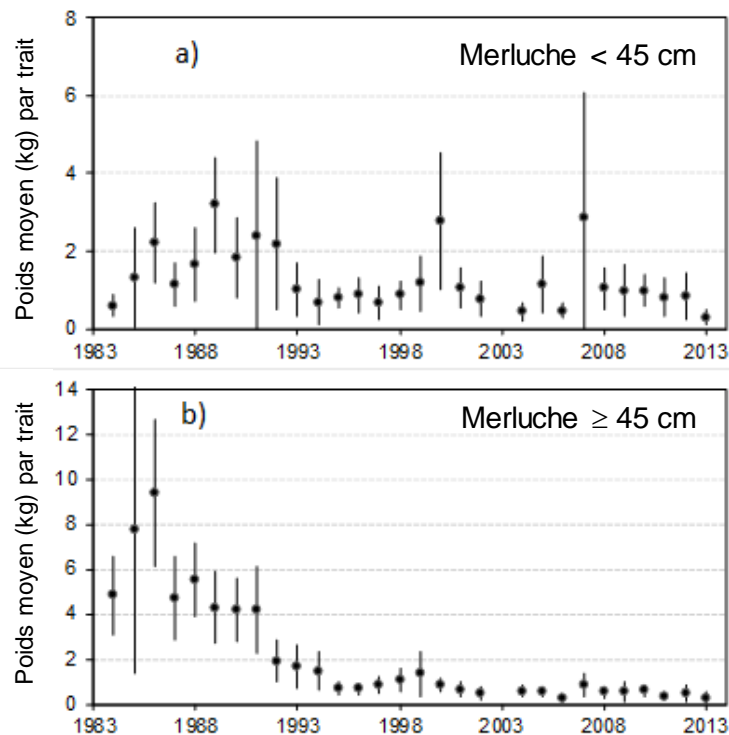 8
a)
Merluche < 45 cm
Poids moyen (kg) par trait
6
4
2
0
1983 1988 1993 1998 2003 2008 2013
14
b)
Merluche ≥ 45 cm
Poids moyen (kg) par trait
12
10
8
6
4
2
0
1983 1988 1993 1998 2003 2008 2013